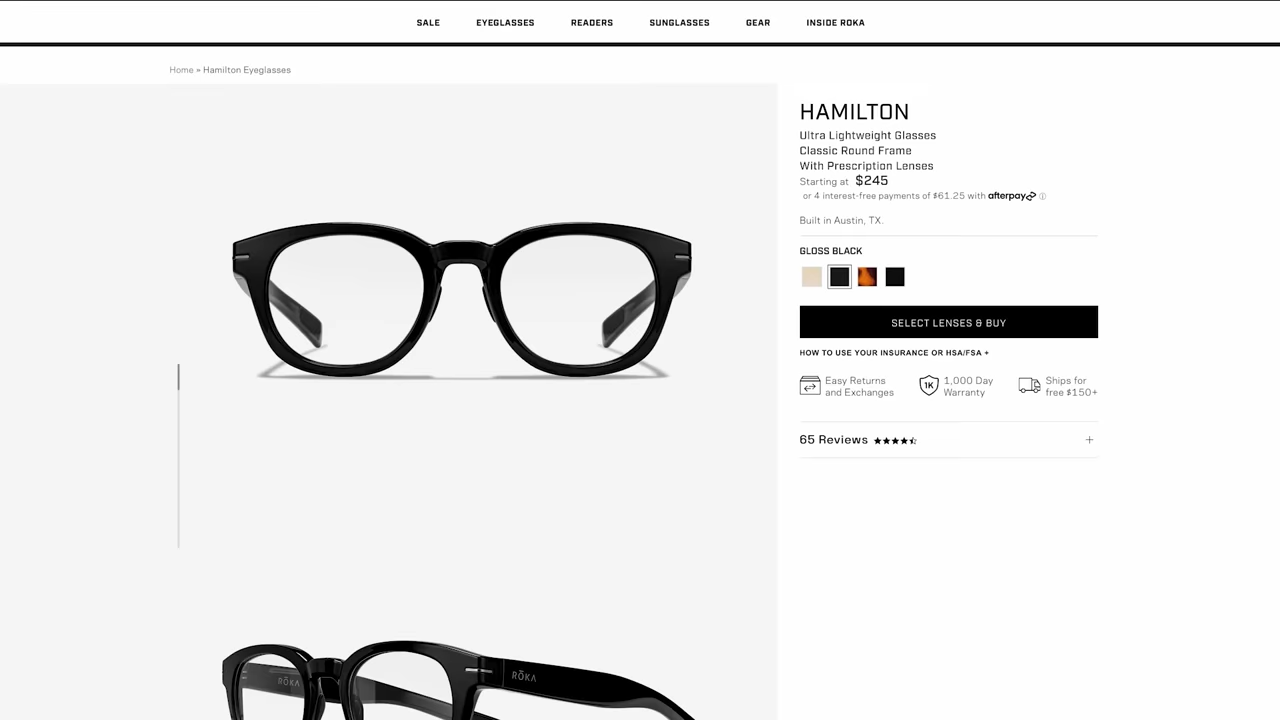 SALE EYEGLASSES READERS SUNGLASSES GEAR INSIDE ROKA
Home » Hamilton Eyeglasses
HAMILTON
Ultra Lightweight Glasses
Classic Round Frame
With Prescription Lenses
Starting at $245
or 4 interest-free payments of $61.25 with afterpay ⓘ
Built in Austin, TX.
GLOSS BLACK
SELECT LENSES & BUY
HOW TO USE YOUR INSURANCE OR HSA/FSA +
Easy Returns
and Exchanges
1K
1,000 Day
Warranty
Ships for
free $150+
65 Reviews
+
RŌKA
RŌKA